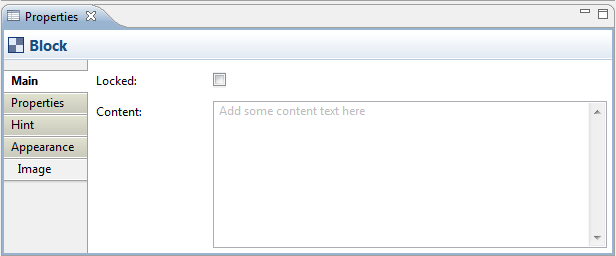 Properties
Block
Main
Locked:
Properties
Content:
Add some content text here
Hint
Appearance
Image